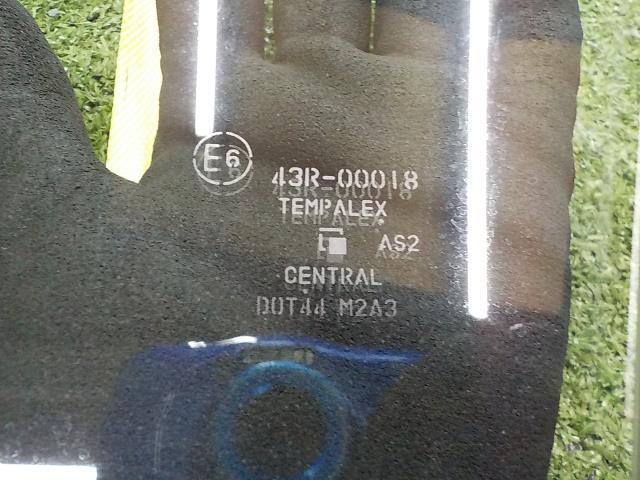 E6
43R-00018
TEMPALEX
AS2
CENTRAL
DOT44 M2A3